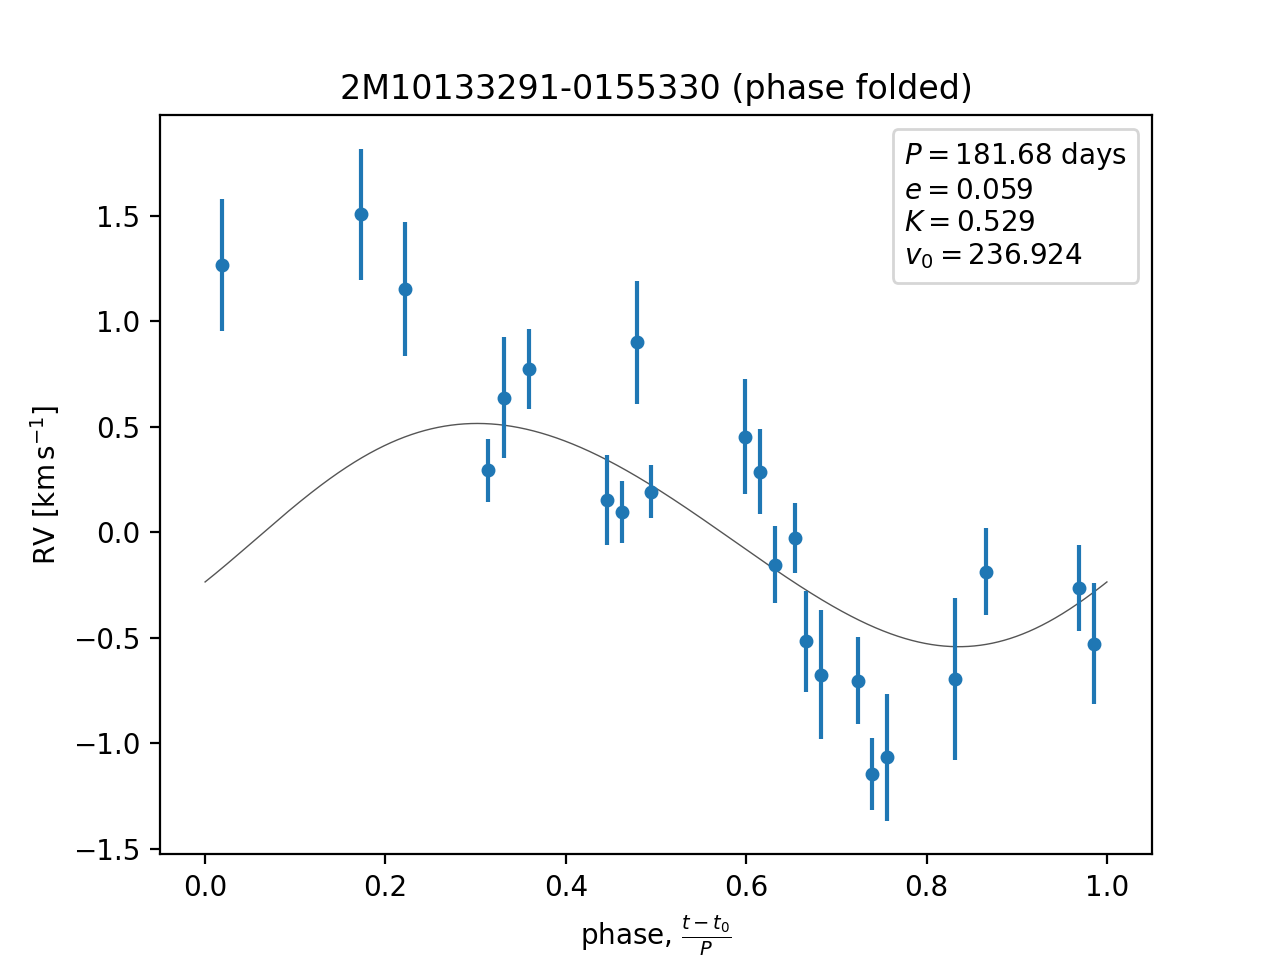 2M10133291-0155330 (phase folded)
P = 181.68 days
e = 0.059
K = 0.529
v₀ = 236.924
RV [km s⁻¹]
1.5
1.0
0.5
0.0
−0.5
−1.0
−1.5
0.0 0.2 0.4 0.6 0.8 1.0
phase, (t − t₀)/P